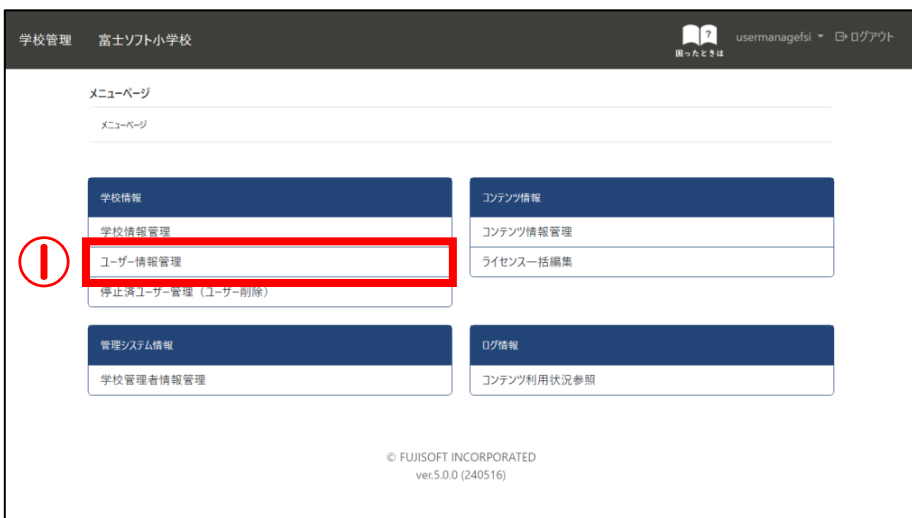 学校管理 富士ソフト小学校 ? 困ったときは usermanagefsi ログアウト
メニューページ
メニューページ
学校情報
学校情報管理
ユーザー情報管理
停止済ユーザー管理（ユーザー削除）
コンテンツ情報
コンテンツ情報管理
ライセンス一括編集
①
管理システム情報
学校管理者情報管理
ログ情報
コンテンツ利用状況参照
© FUJISOFT INCORPORATED
ver.5.0.0 (240516)